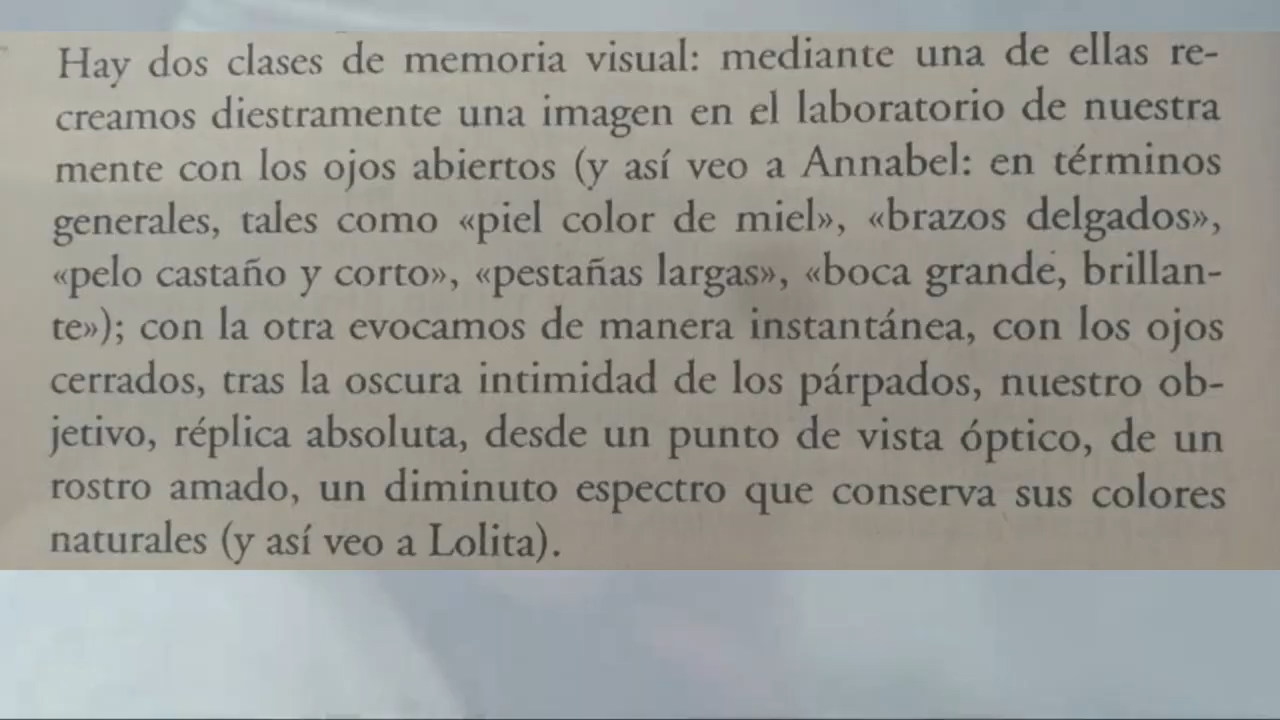 Hay dos clases de memoria visual: mediante una de ellas re-
creamos diestramente una imagen en el laboratorio de nuestra
mente con los ojos abiertos (y así veo a Annabel: en términos
generales, tales como «piel color de miel», «brazos delgados»,
«pelo castaño y corto», «pestañas largas», «boca grande, brillan-
te»); con la otra evocamos de manera instantánea, con los ojos
cerrados, tras la oscura intimidad de los párpados, nuestro ob-
jetivo, réplica absoluta, desde un punto de vista óptico, de un
rostro amado, un diminuto espectro que conserva sus colores
naturales (y así veo a Lolita).